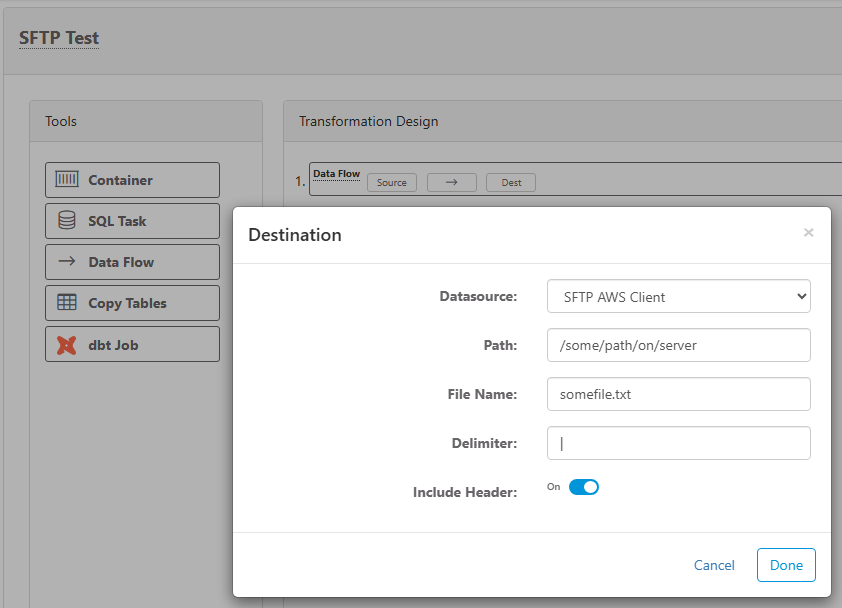 SFTP Test
Tools
Transformation Design
Container
SQL Task
Data Flow
Copy Tables
dbt Job
1. Data Flow Source → Dest
Destination ×
Datasource: SFTP AWS Client
Path: /some/path/on/server
File Name: somefile.txt
Delimiter: |
Include Header: On
Cancel Done